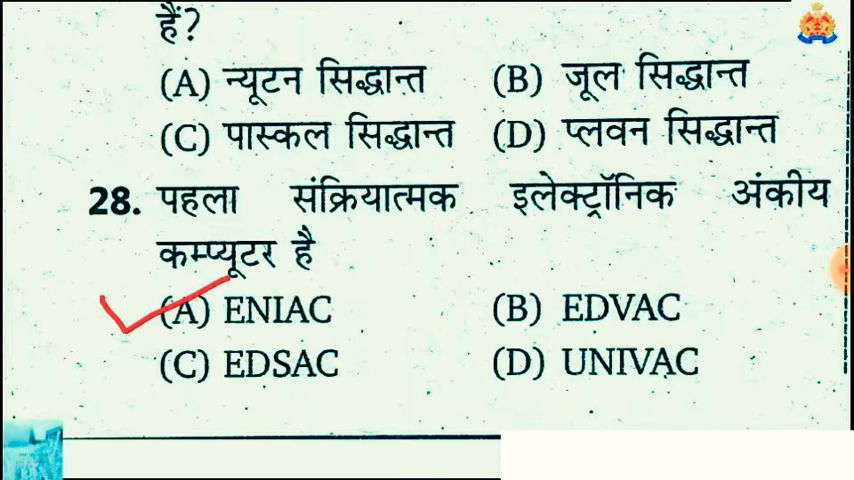 हैं?
(A) न्यूटन सिद्धान्त (B) जूल सिद्धान्त
(C) पास्कल सिद्धान्त (D) प्लवन सिद्धान्त
28. पहला संक्रियात्मक इलेक्ट्रॉनिक अंकीय
कम्प्यूटर है
(A) ENIAC (B) EDVAC
(C) EDSAC (D) UNIVAC